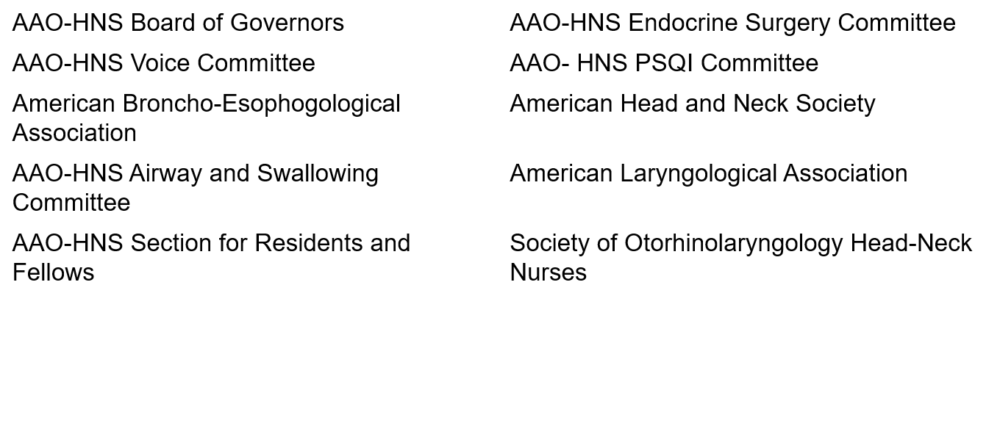 AAO-HNS Board of Governors
AAO-HNS Endocrine Surgery Committee
AAO-HNS Voice Committee
AAO- HNS PSQI Committee
American Broncho-Esophogological
Association
American Head and Neck Society
AAO-HNS Airway and Swallowing
Committee
American Laryngological Association
AAO-HNS Section for Residents and
Fellows
Society of Otorhinolaryngology Head-Neck
Nurses